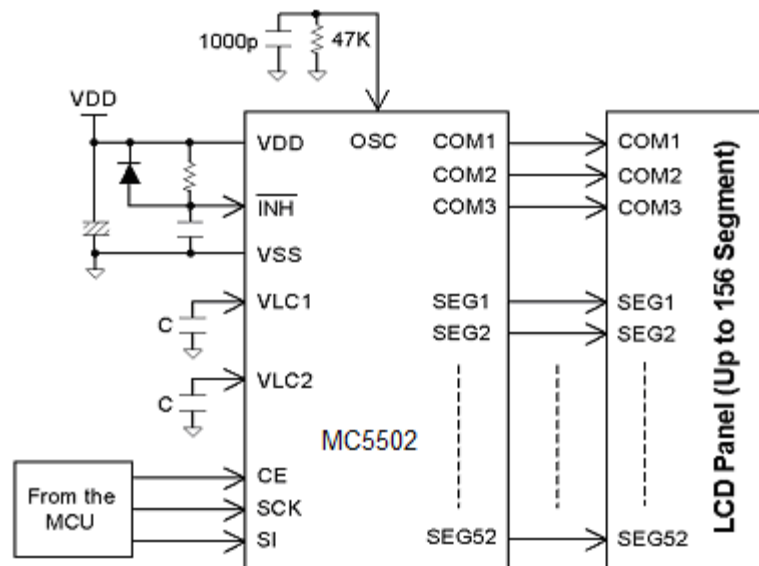 1000p 47K
VDD
VDD OSC COM1 COM1
COM2 COM2
INH COM3 COM3
VSS
VLC1 SEG1 SEG1
C
SEG2 SEG2
VLC2
C
MC5502
From the
MCU
CE
SCK
SI SEG52 SEG52
LCD Panel (Up to 156 Segment)